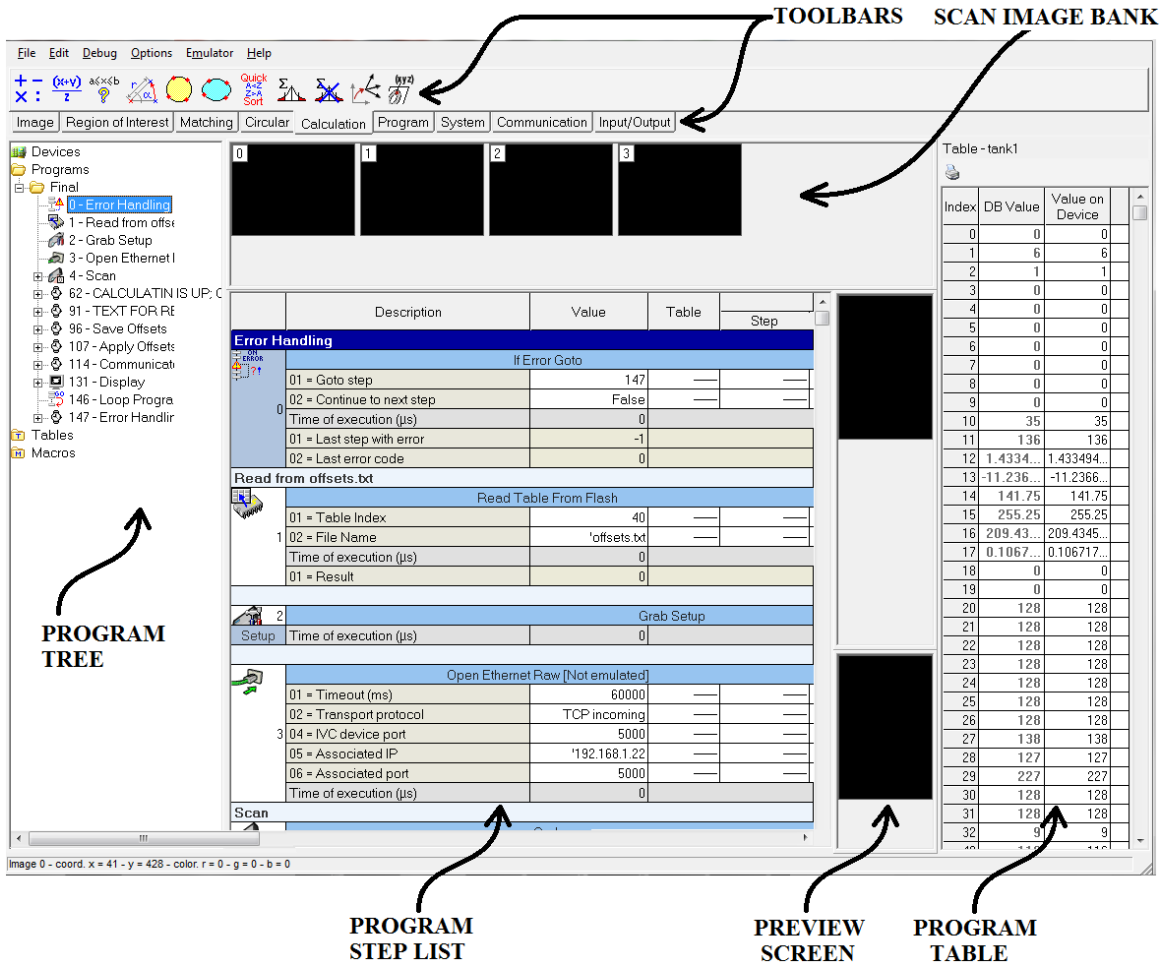 TOOLBARS SCAN IMAGE BANK
File Edit Debug Options Emulator Help
(x+y) a≤x≤b Quick (xyz)
z A<Z
Z>A
Sort
Image Region of Interest Matching Circular Calculation Program System Communication Input/Output
Devices
Programs
Final
0 - Error Handling
1 - Read from offse
2 - Grab Setup
3 - Open Ethernet I
4 - Scan
62 - CALCULATIN IS UP; C
91 - TEXT FOR RE
96 - Save Offsets
107 - Apply Offsets
114 - Communicati
131 - Display
146 - Loop Progra
147 - Error Handlir
Tables
Macros
PROGRAM
TREE
0 1 2 3
Description Value Table Step
Error Handling
ON
ERROR
0
If Error Goto
01 = Goto step 147
02 = Continue to next step False
Time of execution (µs) 0
01 = Last step with error -1
02 = Last error code 0
Read from offsets.txt
1
Read Table From Flash
01 = Table Index 40
02 = File Name 'offsets.txt
Time of execution (µs) 0
01 = Result 0
2 Grab Setup
Setup Time of execution (µs) 0
3
Open Ethernet Raw [Not emulated]
01 = Timeout (ms) 60000
02 = Transport protocol TCP incoming
04 = IVC device port 5000
05 = Associated IP '192.168.1.22
06 = Associated port 5000
Time of execution (µs) 0
Scan
Table - tank1
Index DB Value Value on Device
0 0 0
1 6 6
2 1 1
3 0 0
4 0 0
5 0 0
6 0 0
7 0 0
8 0 0
9 0 0
10 35 35
11 136 136
12 1.4334... 1.433494...
13 -11.236... -11.2366...
14 141.75 141.75
15 255.25 255.25
16 209.43... 209.4345...
17 0.1067... 0.106717...
18 0 0
19 0 0
20 128 128
21 128 128
22 128 128
23 128 128
24 128 128
25 128 128
26 128 128
27 138 138
28 127 127
29 227 227
30 128 128
31 128 128
32 9 9
Image 0 - coord. x = 41 - y = 428 - color. r = 0 - g = 0 - b = 0
PROGRAM
STEP LIST
PREVIEW
SCREEN
PROGRAM
TABLE